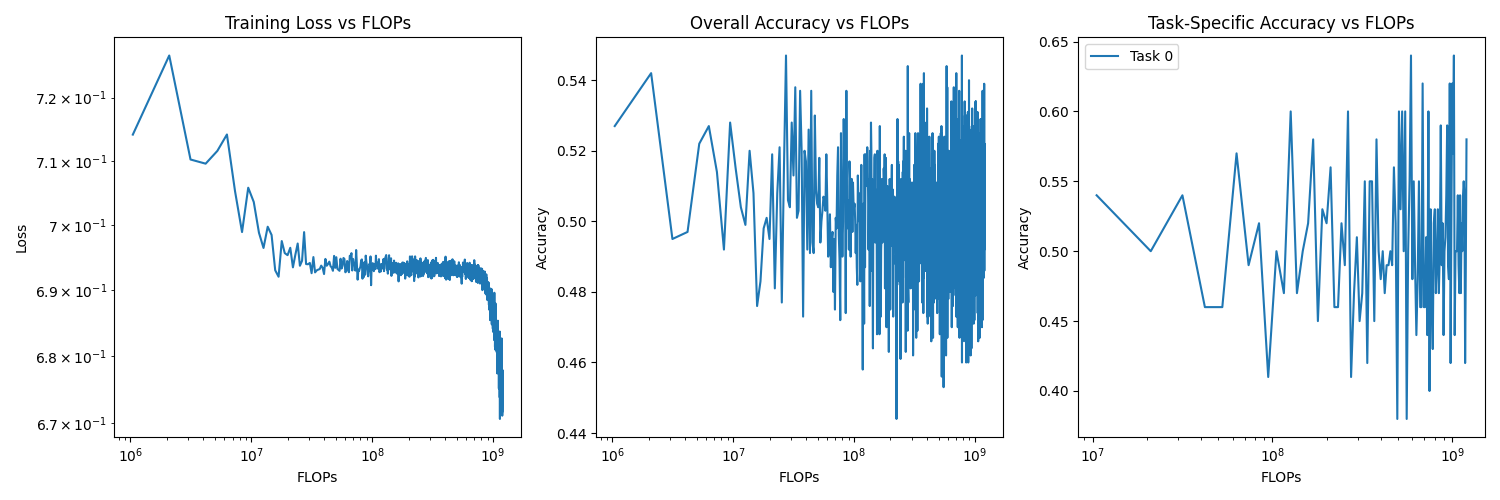 Training Loss vs FLOPs
7.2 × 10⁻¹
7.1 × 10⁻¹
7 × 10⁻¹
6.9 × 10⁻¹
6.8 × 10⁻¹
6.7 × 10⁻¹
Loss
10⁶ 10⁷ 10⁸ 10⁹
FLOPs
Overall Accuracy vs FLOPs
0.54
0.52
0.50
0.48
0.46
0.44
Accuracy
10⁶ 10⁷ 10⁸ 10⁹
FLOPs
Task-Specific Accuracy vs FLOPs
Task 0
0.65
0.60
0.55
0.50
0.45
0.40
Accuracy
10⁷ 10⁸ 10⁹
FLOPs